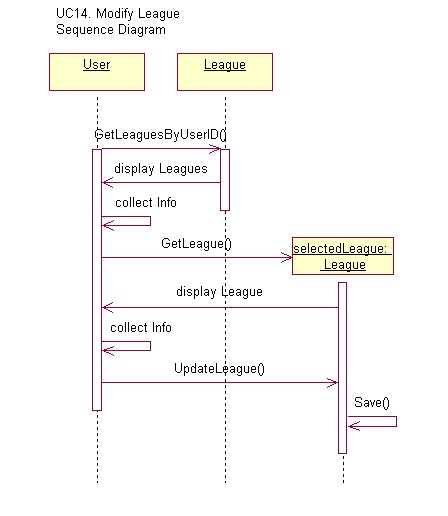 UC14. Modify League
Sequence Diagram
User
League
GetLeaguesByUserID()
display Leagues
collect Info
GetLeague()
selectedLeague:
League
display League
collect Info
UpdateLeague()
Save()